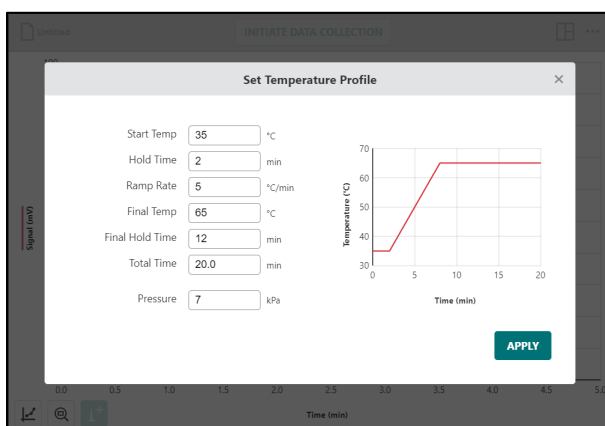 Untitled
INITIATE DATA COLLECTION
...
100
Set Temperature Profile
×
Start Temp 35 °C
Hold Time 2 min
Ramp Rate 5 °C/min
Final Temp 65 °C
Final Hold Time 12 min
Total Time 20.0 min
Pressure 7 kPa
Temperature (°C)
70
60
50
40
30
0 5 10 15 20
Time (min)
APPLY
Signal (mV)
0.0 0.5 1.0 1.5 2.0 2.5 3.0 3.5 4.0 4.5 5.0
Time (min)